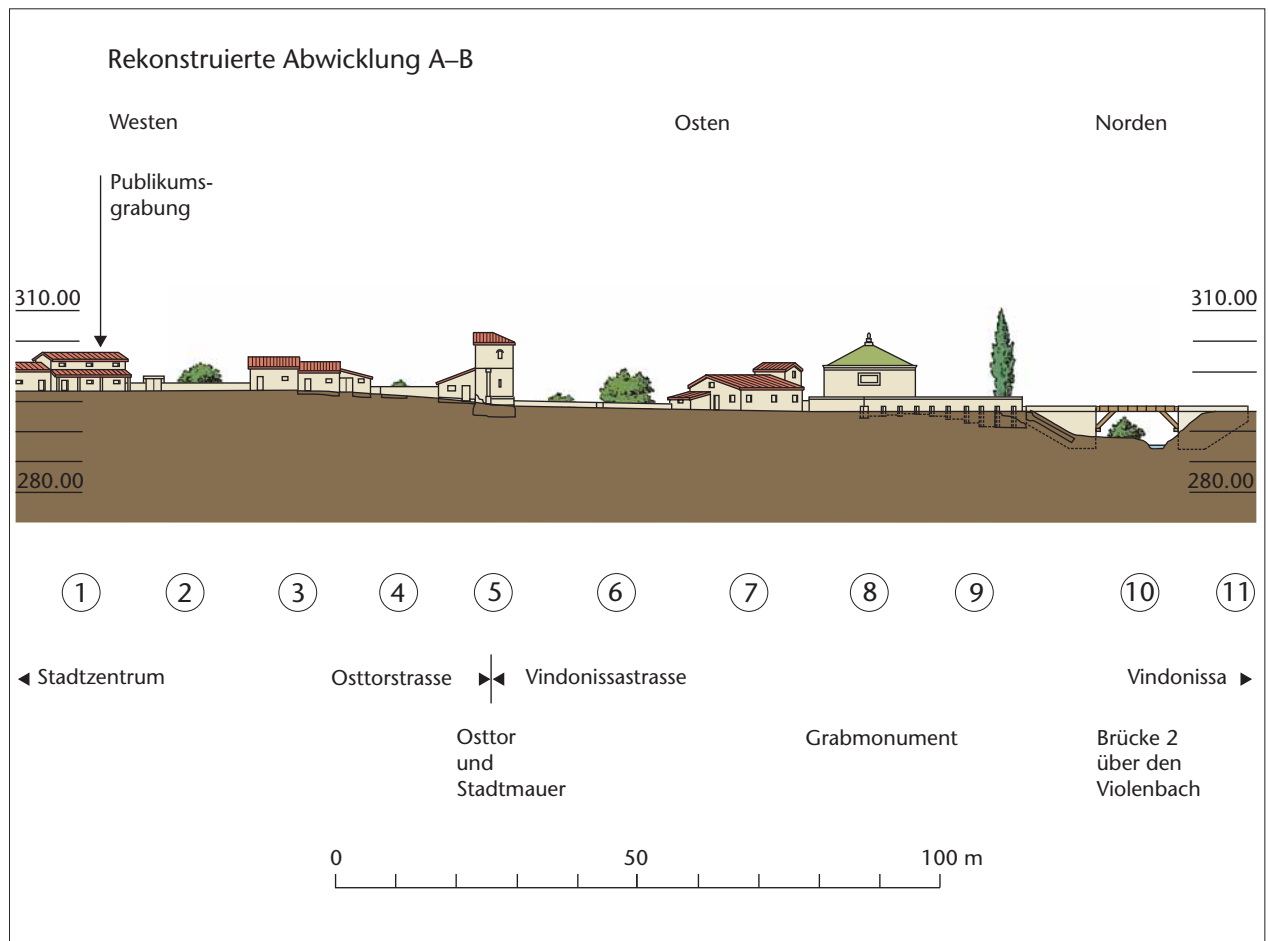 Rekonstruierte Abwicklung A–B
Westen
Osten
Norden
Publikums-
grabung
310.00
310.00
280.00
280.00
1 2 3 4 5 6 7 8 9 10 11
Stadtzentrum
Osttorstrasse
Vindonissastrasse
Vindonissa
Osttor
und
Stadtmauer
Grabmonument
Brücke 2
über den
Violenbach
0 50 100 m